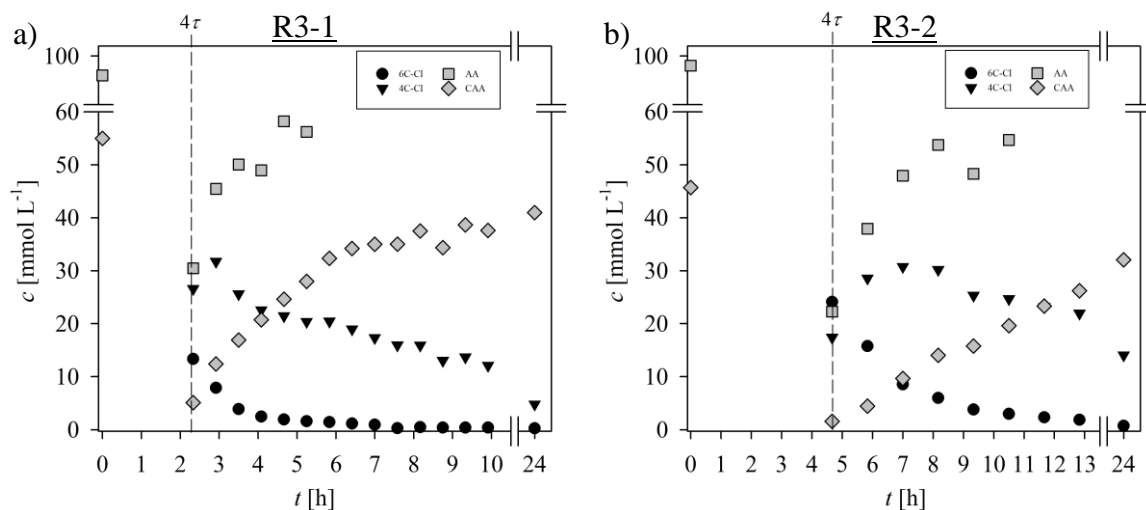 a) R3-1
4τ
6C-Cl AA
4C-Cl CAA
100
60
50
40
30
20
10
0
c [mmol L⁻¹]
0 1 2 3 4 5 6 7 8 9 10 24
t [h]
b) R3-2
4τ
6C-Cl AA
4C-Cl CAA
100
60
50
40
30
20
10
0
c [mmol L⁻¹]
0 1 2 3 4 5 6 7 8 9 10 11 12 13 24
t [h]